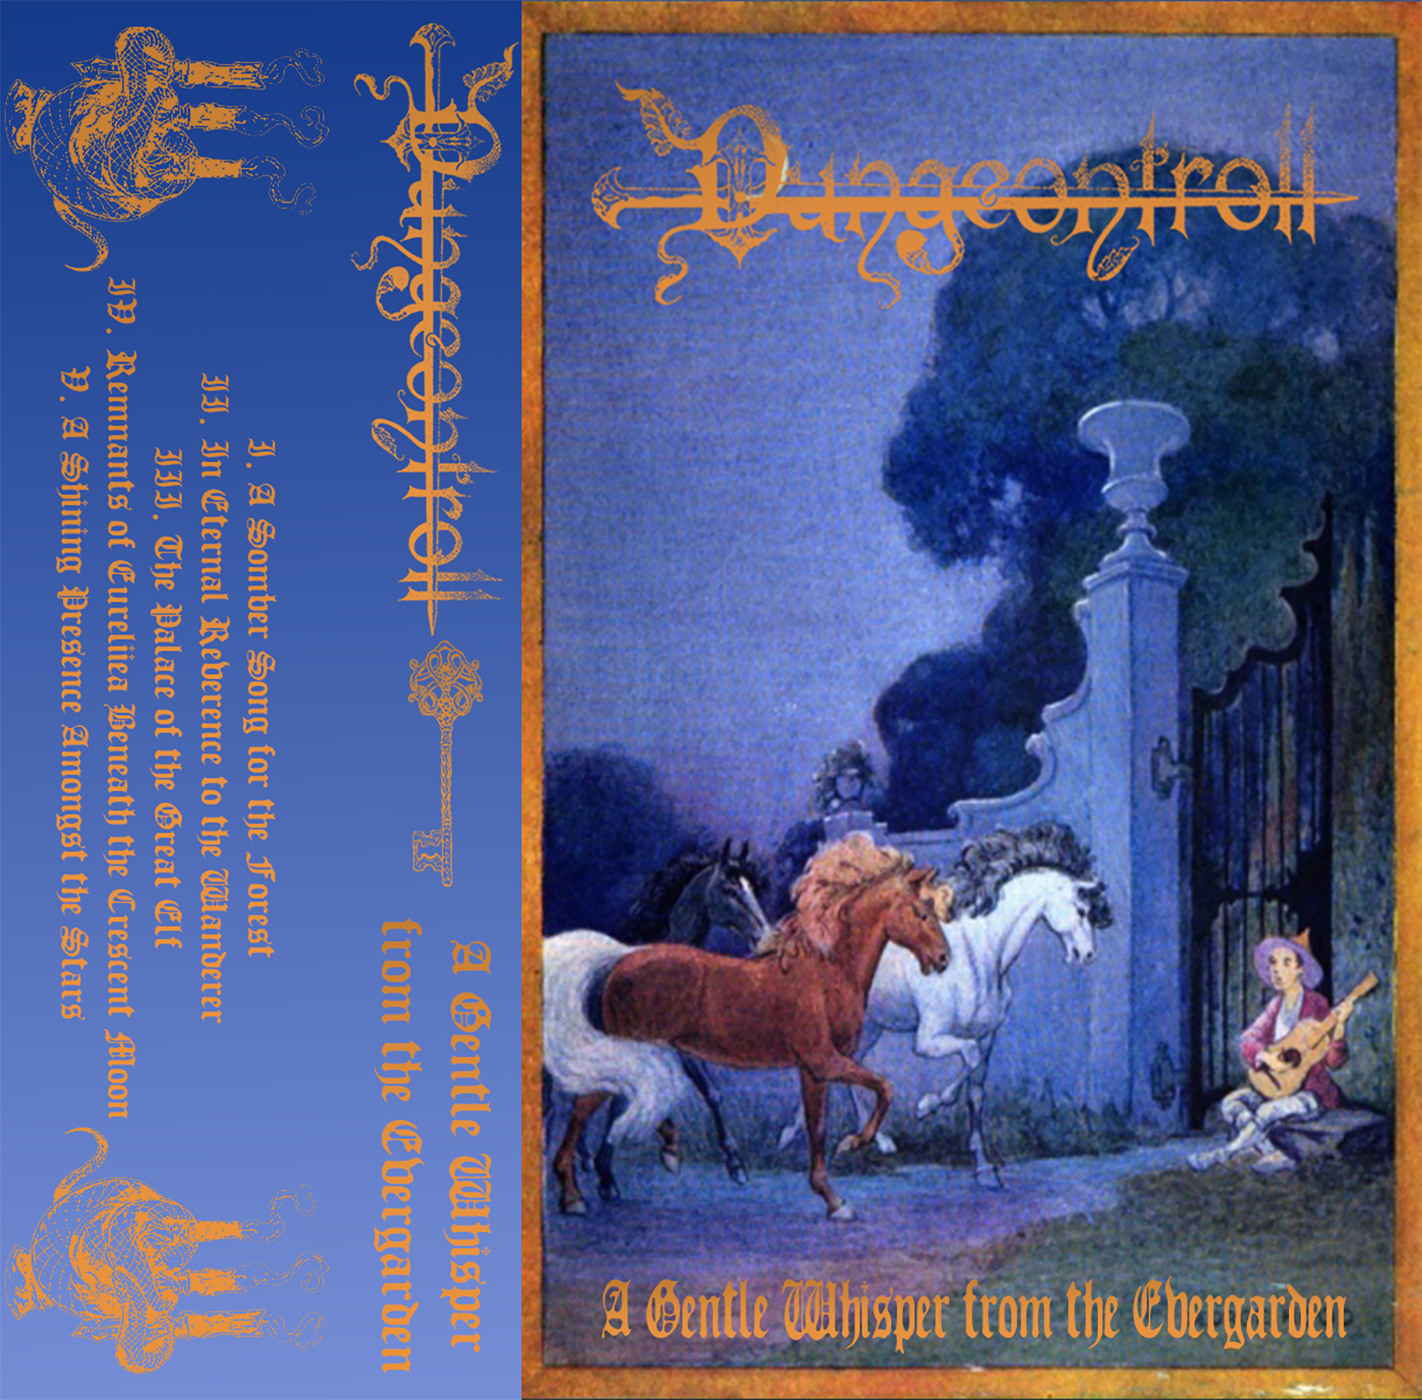 Dungeontroll
A Gentle Whisper from the Evergarden
Dungeontroll
A Gentle Whisper
from the Evergarden
I. A Somber Song for the Forest
II. In Eternal Reverence to the Wanderer
III. The Palace of the Great Elf
IV. Remnants of Eureliiea Beneath the Crescent Moon
V. A Shining Presence Amongst the Stars